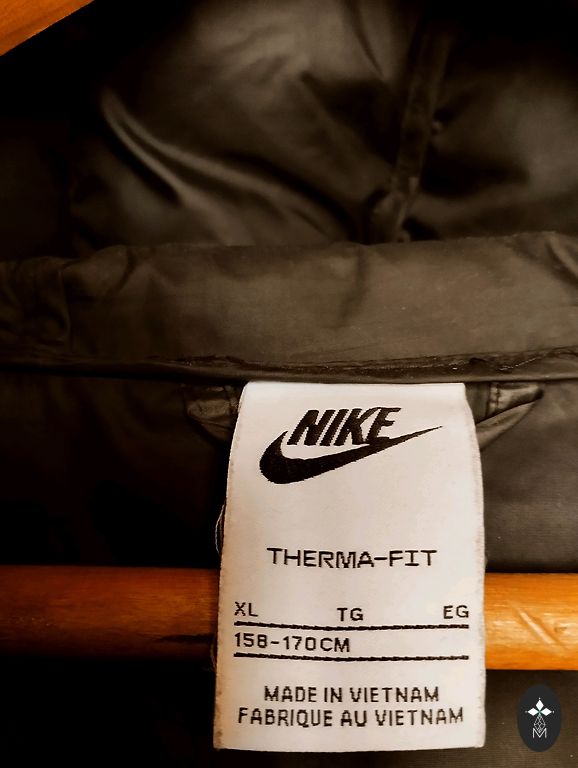 NIKE
THERMA-FIT
XL TG EG
158-170CM
MADE IN VIETNAM
FABRIQUE AU VIETNAM
M